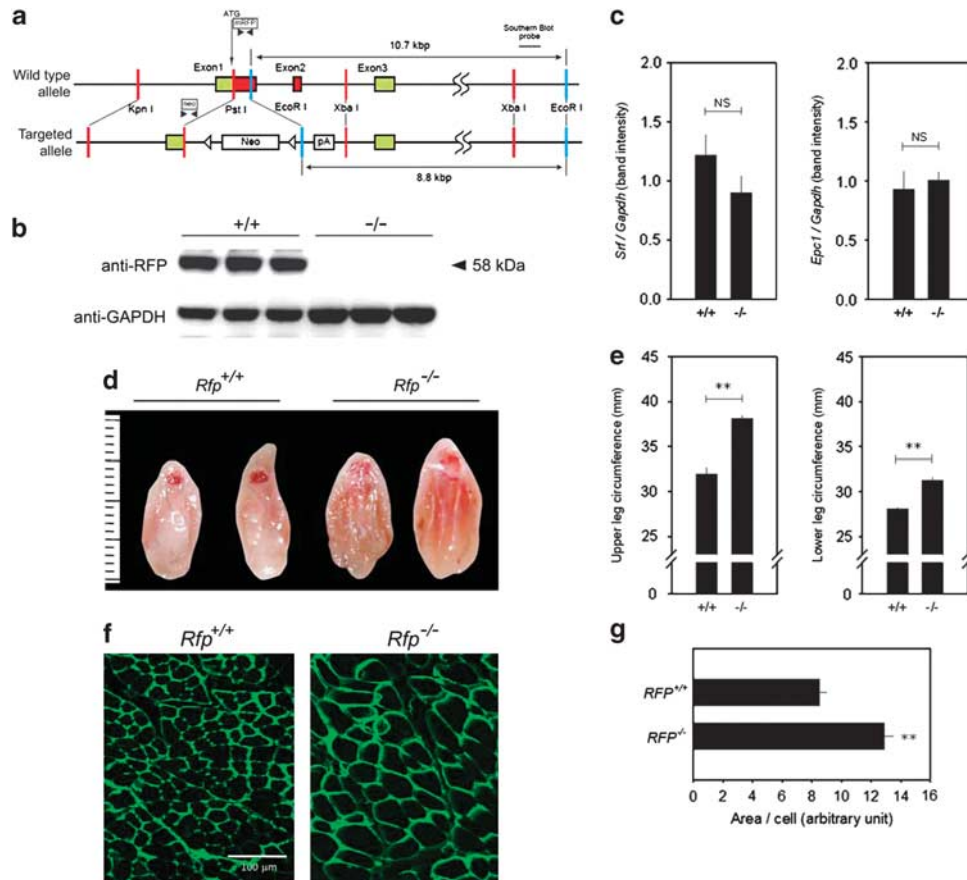 a
ATG
mRFP
Southern Blot
probe
10.7 kbp
Exon1
Exon2
Exon3
Wild type
allele
Kpn I
Neo
Pst I
EcoR I
Xba I
Xba I
EcoR I
Targeted
allele
Neo
pA
8.8 kbp
b
+/+
-/-
anti-RFP
58 kDa
anti-GAPDH
c
Srf / Gapdh (band intensity)
2.0
1.5
1.0
0.5
0.0
NS
+/+
-/-
Epc1 / Gapdh (band intensity)
2.0
1.5
1.0
0.5
0.0
NS
+/+
-/-
d
Rfp+/+
Rfp-/-
e
Upper leg circumference (mm)
45
40
35
30
25
0
**
+/+
-/-
Lower leg circumference (mm)
45
40
35
30
25
0
**
+/+
-/-
f
Rfp+/+
Rfp-/-
100 µm
g
RFP+/+
RFP-/-
**
0 2 4 6 8 10 12 14 16
Area / cell (arbitrary unit)